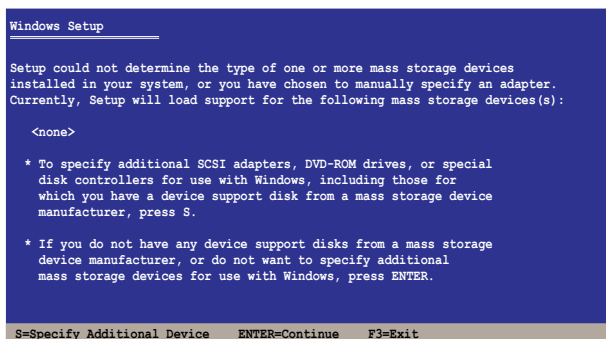 Windows Setup
Setup could not determine the type of one or more mass storage devices
installed in your system, or you have chosen to manually specify an adapter.
Currently, Setup will load support for the following mass storage devices(s):
<none>
* To specify additional SCSI adapters, DVD-ROM drives, or special
disk controllers for use with Windows, including those for
which you have a device support disk from a mass storage device
manufacturer, press S.
* If you do not have any device support disks from a mass storage
device manufacturer, or do not want to specify additional
mass storage devices for use with Windows, press ENTER.
S=Specify Additional Device ENTER=Continue F3=Exit